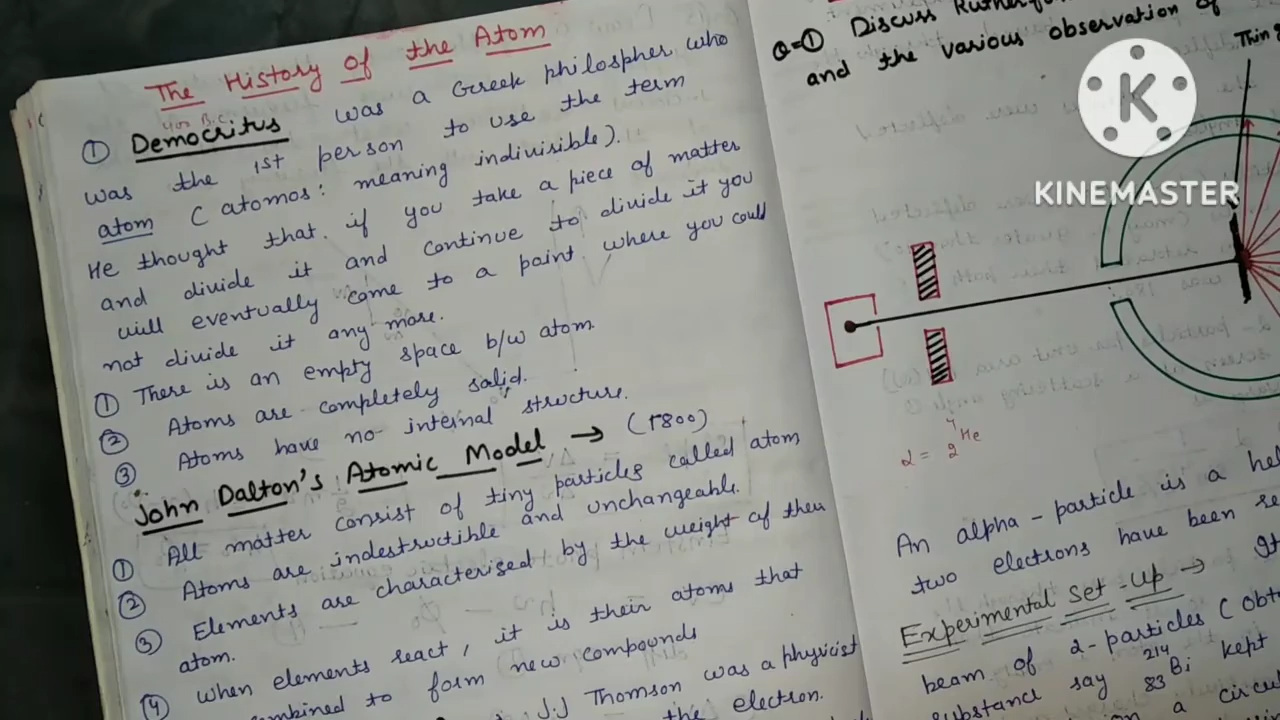 The History of the Atom
400 B.C.
① Democritus was a Greek philospher who
was the 1st person to use the term
atom (atomos: meaning indivisible).
He thought that if you take a piece of matter
and divide it and continue to divide it you
will eventually come to a point where you could
not divide it any more.
① There is an empty space b/w atom.
② Atoms are completely solid.
③ Atoms have no internal structure.
John Dalton's Atomic Model → (1800)
① All matter consist of tiny particles called atom
② Atoms are indestructible and unchangeable.
③ Elements are characterised by the weight of their
atom.
④ When elements react, it is their atoms that
combined to form new compounds
J.J Thomson was a physicist
the electron.
Q=① Discuss
and the various observation of
K
KINEMASTER
α = 4 2 He
An alpha-particle is a
two electrons have been
Experimental Set-Up → It
beam of α-particles (
substance say 214 83 Bi kept
on a